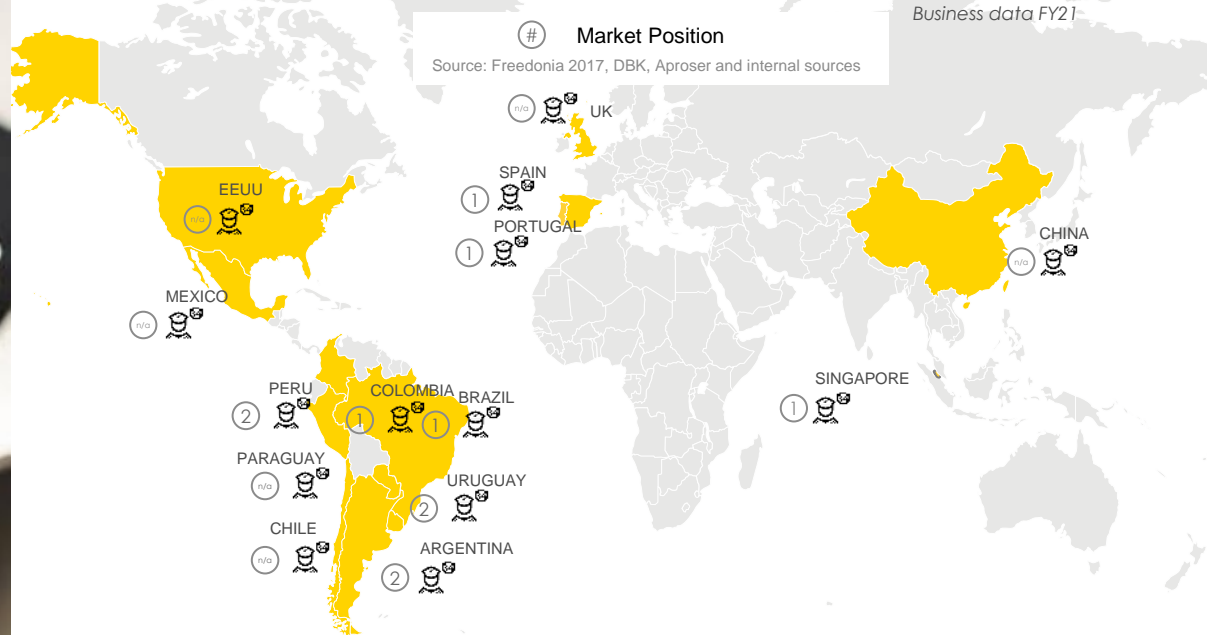 Business data FY21
# Market Position
Source: Freedonia 2017, DBK, Aproser and internal sources
n/a
UK
SPAIN
1
EEUU
n/a
PORTUGAL
1
CHINA
n/a
MEXICO
n/a
SINGAPORE
1
PERU
2
COLOMBIA
1
BRAZIL
1
PARAGUAY
n/a
URUGUAY
2
CHILE
n/a
ARGENTINA
2